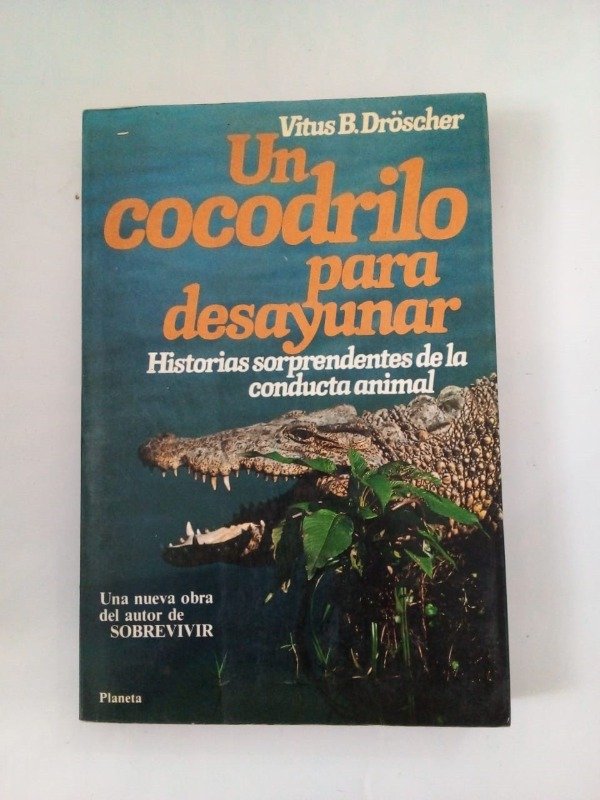 Vitus B. Dröscher
Un
cocodrilo
para
desayunar
Historias sorprendentes de la
conducta animal
Una nueva obra
del autor de
SOBREVIVIR
Planeta